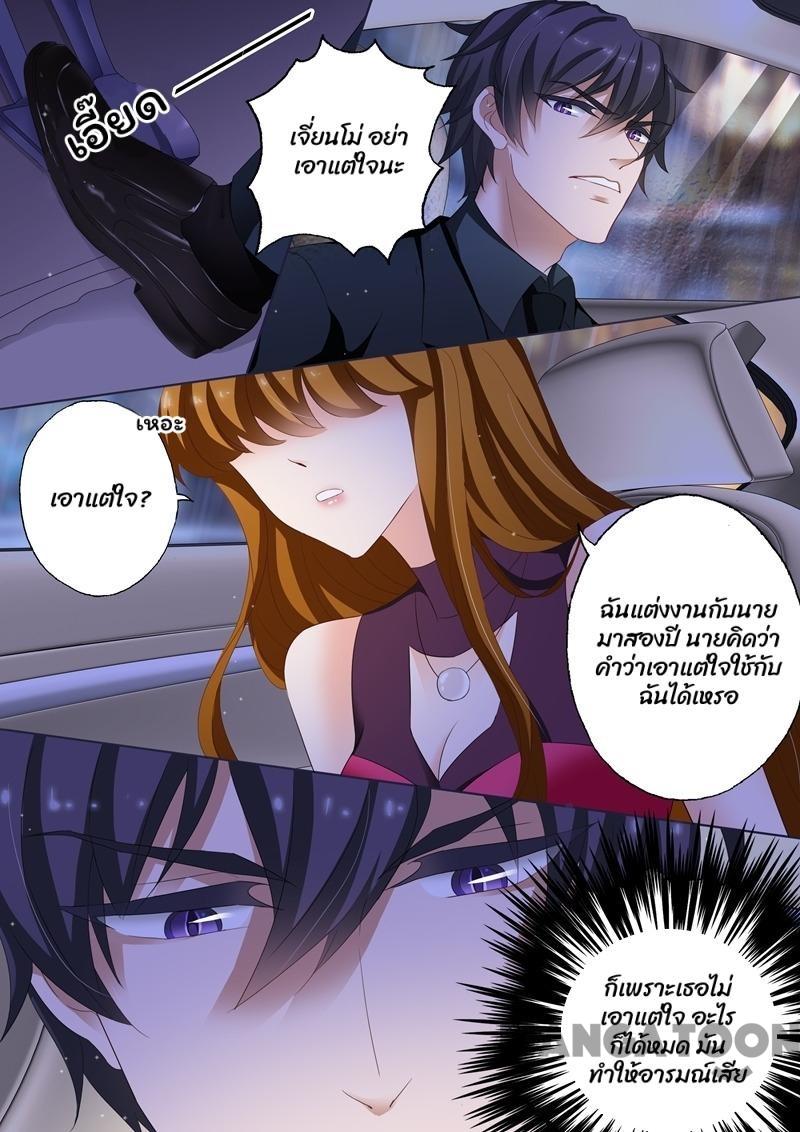 เอี๊ยด
เจี่ยนโม่ อย่า
เอาแต่ใจนะ
เหอะ
เอาแต่ใจ?
ฉันแต่งงานกับนาย
มาสองปี นายคิดว่า
คำว่าเอาแต่ใจใช้กับ
ฉันได้เหรอ
ก็เพราะเธอไม่
เอาแต่ใจ อะไร
ก็ได้หมด มัน
ทำให้อารมณ์เสีย
MANGATOON